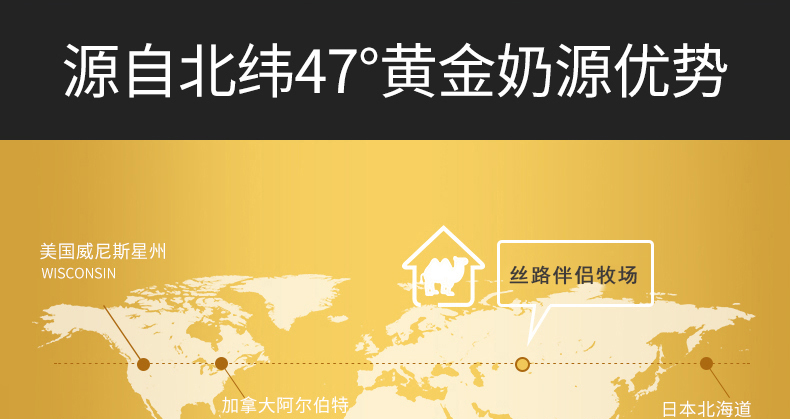 源自北纬47°黄金奶源优势
美国威尼斯星州
WISCONSIN
丝路伴侣牧场
加拿大阿尔伯特
日本北海道